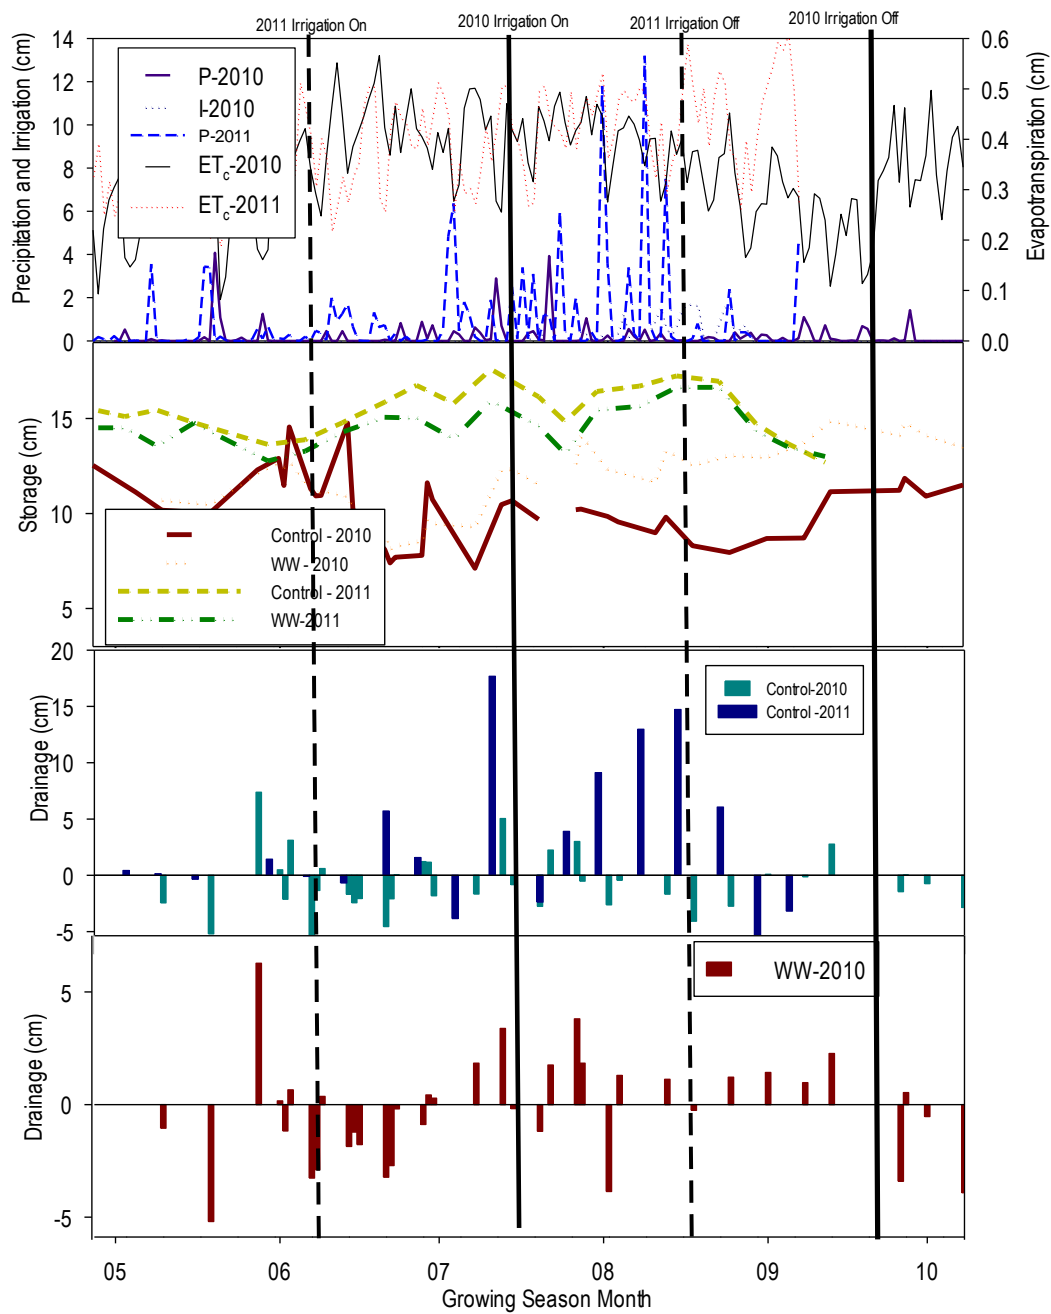 2011 Irrigation On
2010 Irrigation On
2011 Irrigation Off
2010 Irrigation Off
Precipitation and Irrigation (cm)
14
12
10
8
6
4
2
0
P-2010
I-2010
P-2011
ETc-2010
ETc-2011
0.6
0.5
0.4
0.3
0.2
0.1
0.0
Evapotranspiration (cm)
Storage (cm)
15
10
5
Control - 2010
WW - 2010
Control - 2011
WW-2011
Drainage (cm)
20
15
10
5
0
-5
Control-2010
Control -2011
Drainage (cm)
5
0
-5
WW-2010
05
06
07
08
09
10
Growing Season Month